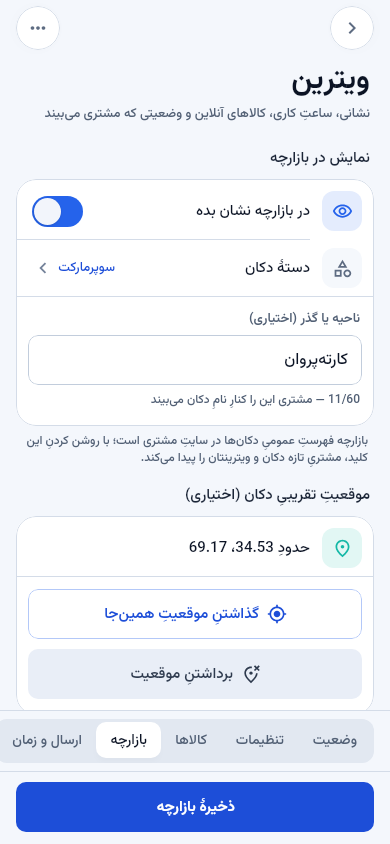 ویترین
نشانی، ساعتِ کاری، کالاهای آنلاین و وضعیتی که مشتری می‌بیند
نمایش در بازارچه
در بازارچه نشان بده
دستهٔ دکان
سوپرمارکت
ناحیه یا گذر (اختیاری)
کارته‌پروان
11/60 — مشتری این را کنارِ نامِ دکان می‌بیند
بازارچه فهرستِ عمومیِ دکان‌ها در سایتِ مشتری است؛ با روشن کردنِ این
کلید، مشتریِ تازه دکان و ویترینتان را پیدا می‌کند.
موقعیتِ تقریبیِ دکان (اختیاری)
حدودِ 34.53، 69.17
گذاشتنِ موقعیتِ همین‌جا
برداشتنِ موقعیت
وضعیت
تنظیمات
کالاها
بازارچه
ارسال و زمان
ذخیرهٔ بازارچه